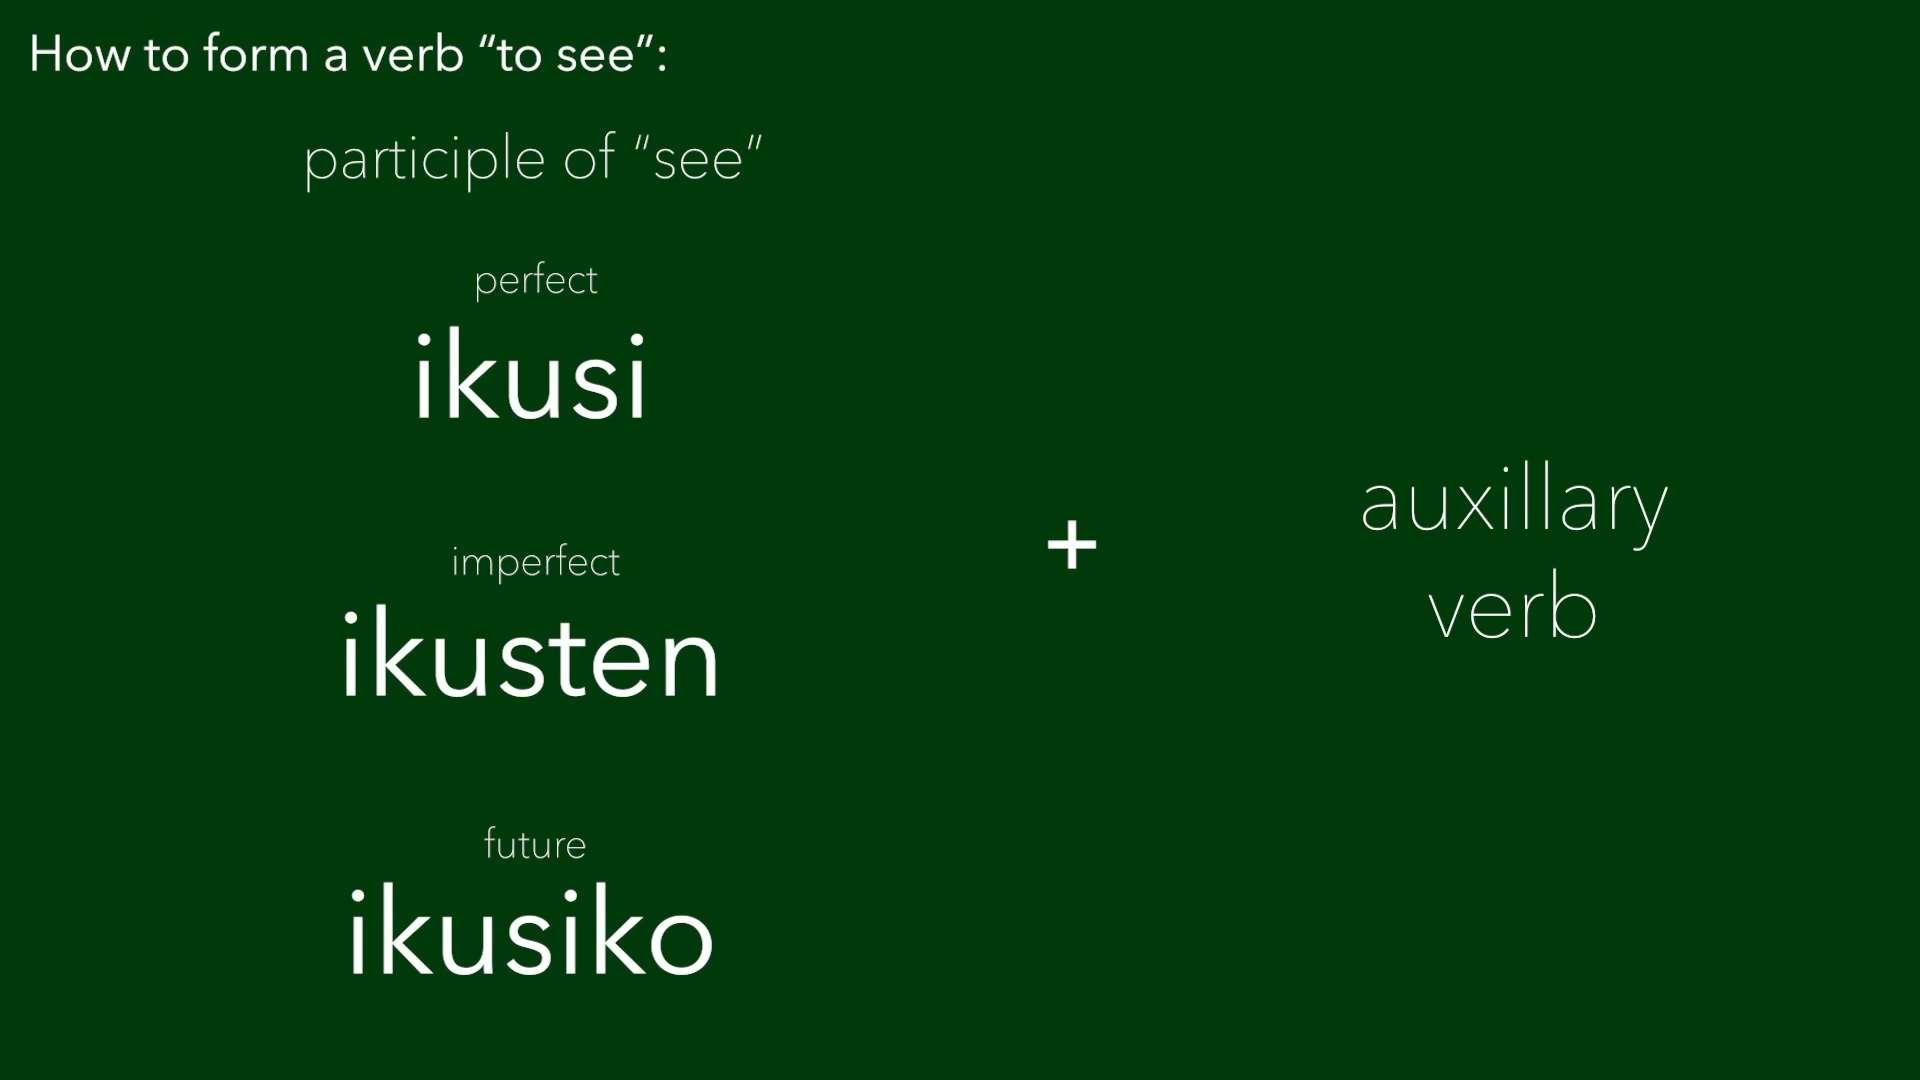 How to form a verb “to see”:
participle of “see”
perfect
ikusi
imperfect
ikusten
future
ikusiko
+
auxillary
verb